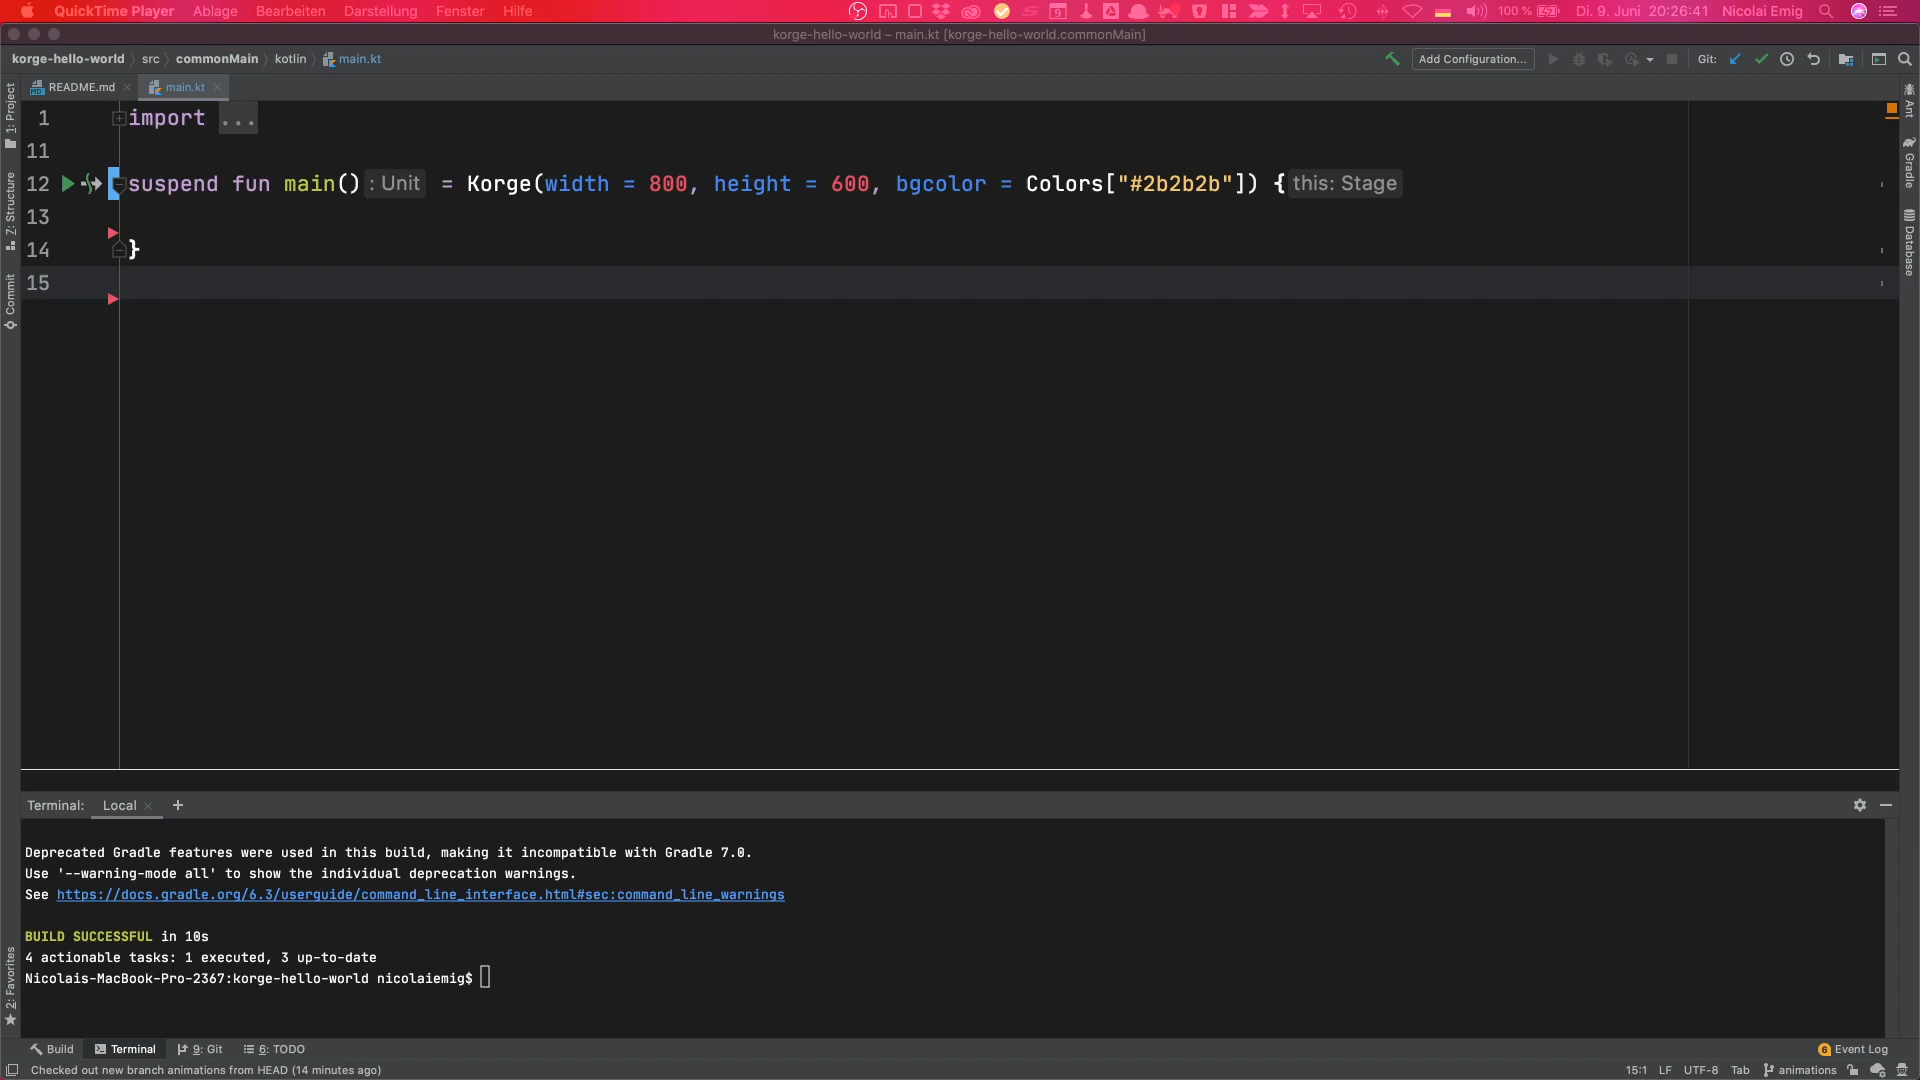 QuickTime Player Ablage Bearbeiten Darstellung Fenster Hilfe 9 100 % Di. 9. Juni 20:26:41 Nicolai Emig
korge-hello-world – main.kt [korge-hello-world.commonMain]
korge-hello-world src commonMain kotlin main.kt Add Configuration... Git:
README.md main.kt
1: Project
Z: Structure
Commit
2: Favorites
Ant
Gradle
Database
1 import ...
11
12 suspend fun main() : Unit = Korge(width = 800, height = 600, bgcolor = Colors["#2b2b2b"]) { this: Stage
13
14 }
15
Terminal: Local +
Deprecated Gradle features were used in this build, making it incompatible with Gradle 7.0.
Use '--warning-mode all' to show the individual deprecation warnings.
See https://docs.gradle.org/6.3/userguide/command_line_interface.html#sec:command_line_warnings
BUILD SUCCESSFUL in 10s
4 actionable tasks: 1 executed, 3 up-to-date
Nicolais-MacBook-Pro-2367:korge-hello-world nicolaiemig$
Build Terminal 9: Git 6: TODO 6 Event Log
Checked out new branch animations from HEAD (14 minutes ago) 15:1 LF UTF-8 Tab animations